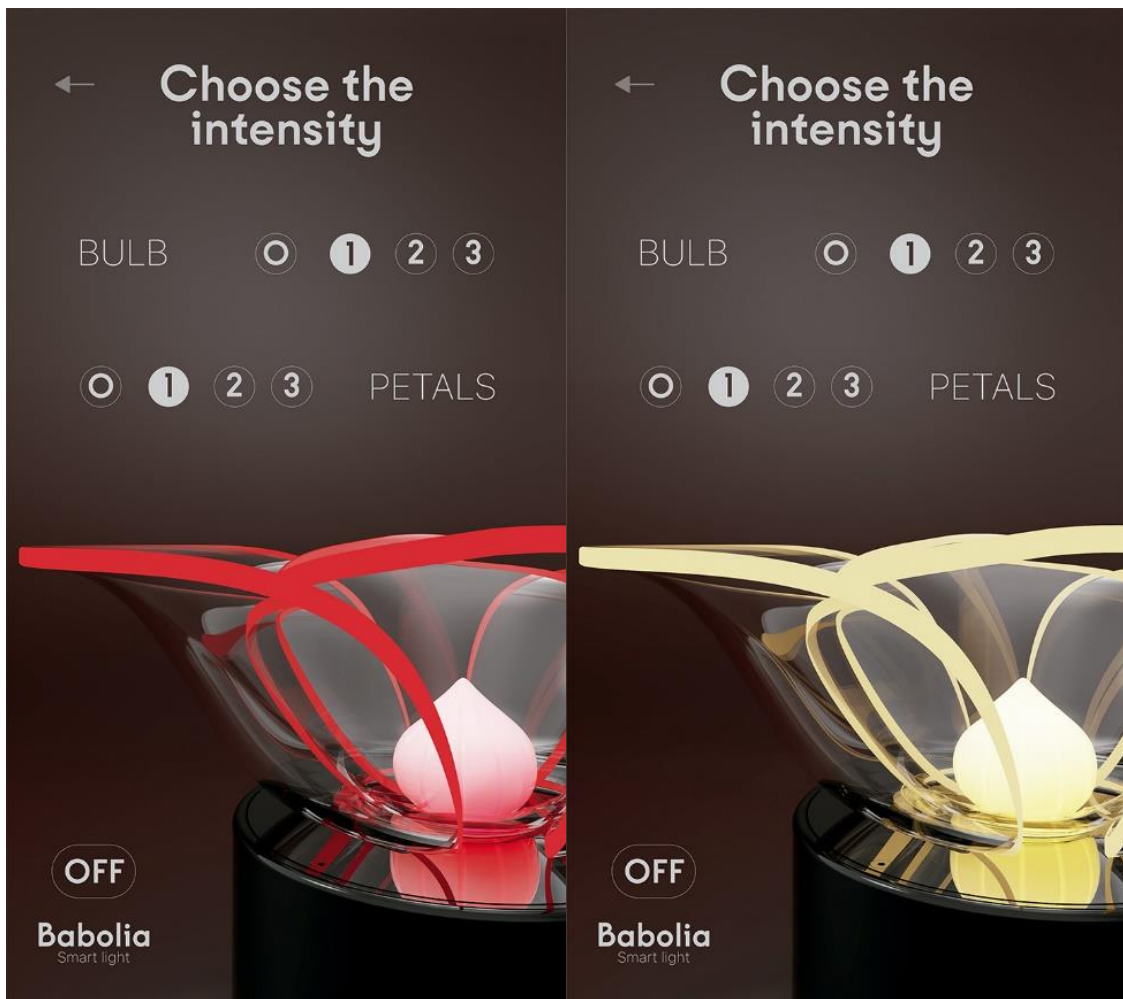 Choose the
intensity
BULB 0 1 2 3
0 1 2 3 PETALS
OFF
Babolia
Smart light
Choose the
intensity
BULB 0 1 2 3
0 1 2 3 PETALS
OFF
Babolia
Smart light